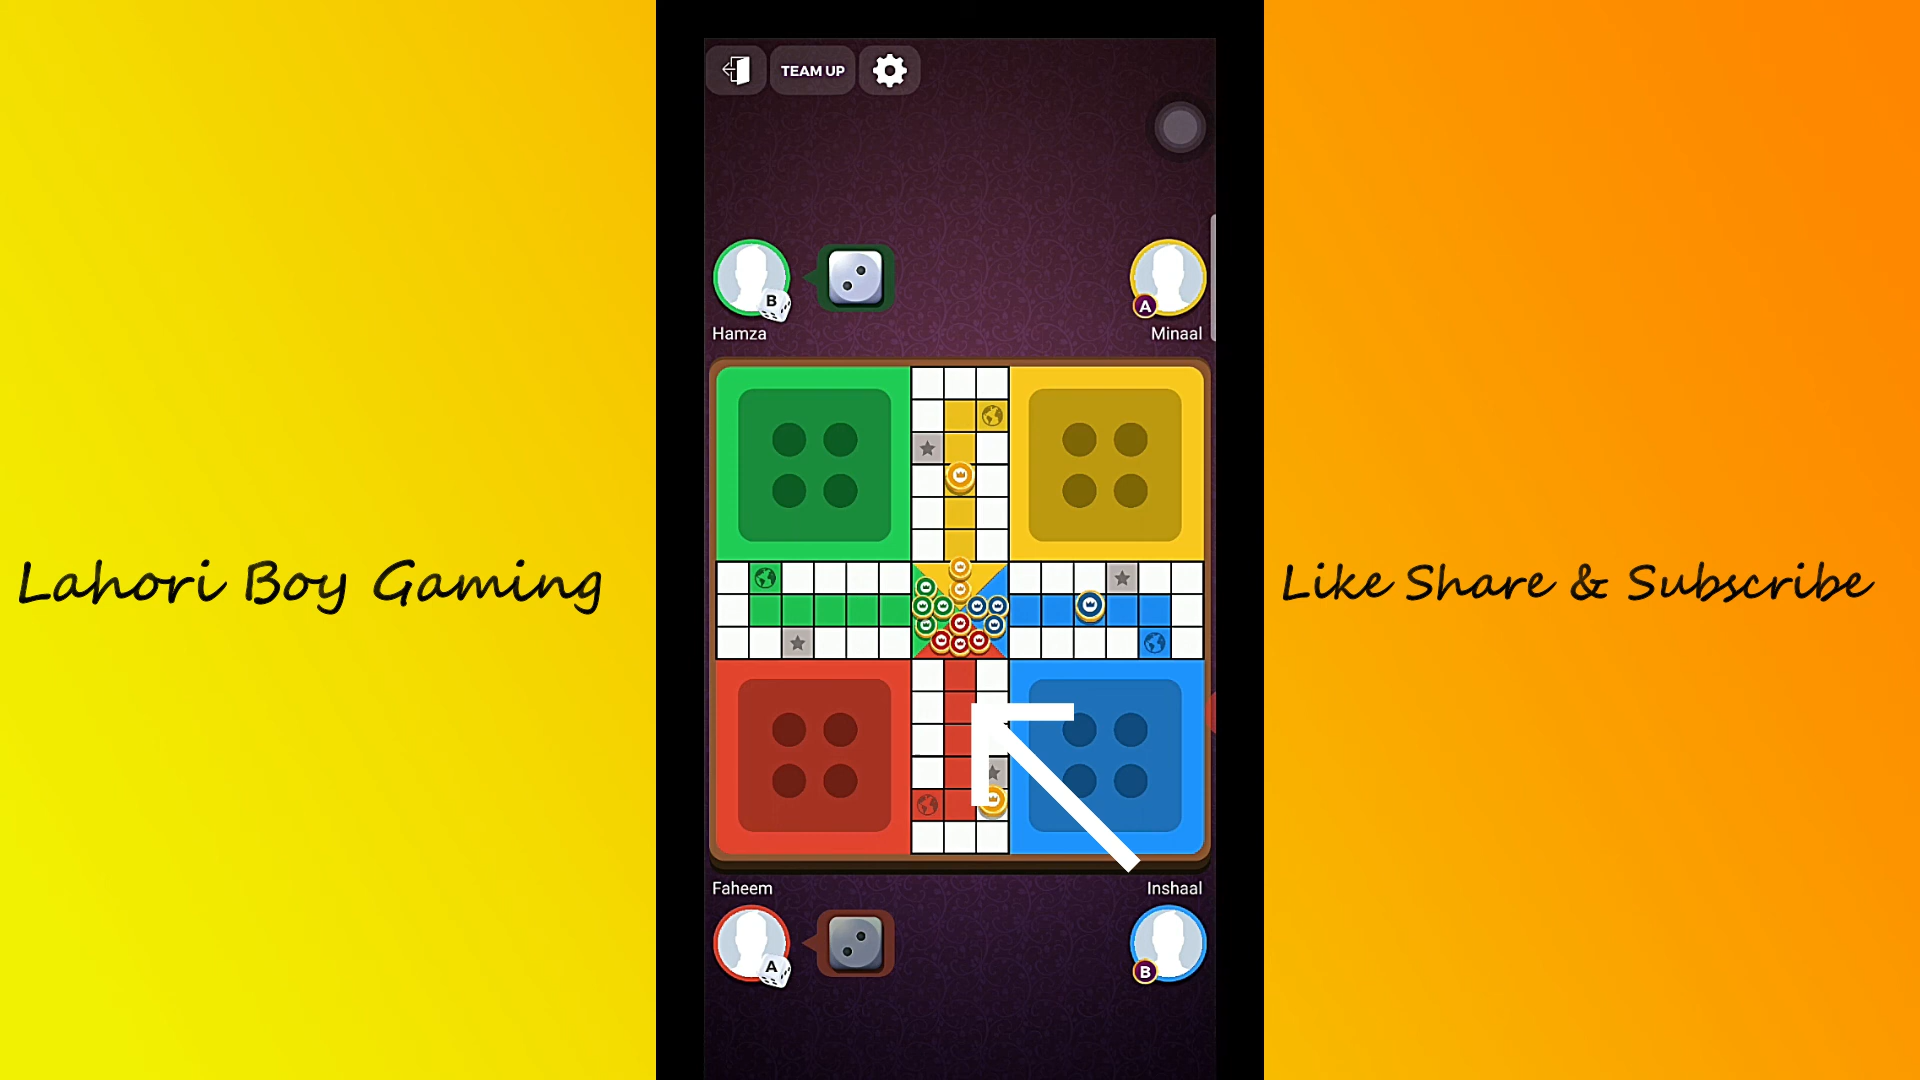 TEAM UP
B
A
Hamza
Minaal
Lahori Boy Gaming
Like Share & Subscribe
Faheem
Inshaal
A
B